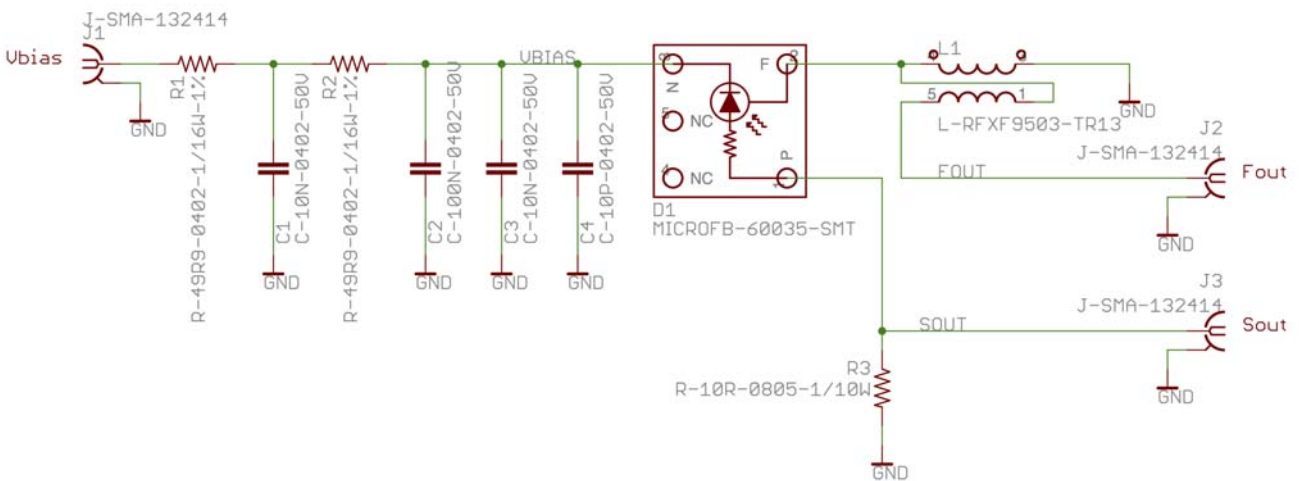 J-SMA-132414
J1
Vbias
GND
R1
R-49R9-0402-1/16W-1%
C1
C-10N-0402-50V
GND
R2
R-49R9-0402-1/16W-1%
C2
C-100N-0402-50V
GND
C3
C-10N-0402-50V
GND
VBIAS
C4
C-10P-0402-50V
GND
N
5
NC
4
NC
F
2
P
1
D1
MICROFB-60035-SMT
L1
5
1
L-RFXF9503-TR13
GND
J2
J-SMA-132414
FOUT
Fout
GND
J3
J-SMA-132414
SOUT
Sout
GND
R3
R-10R-0805-1/10W
GND